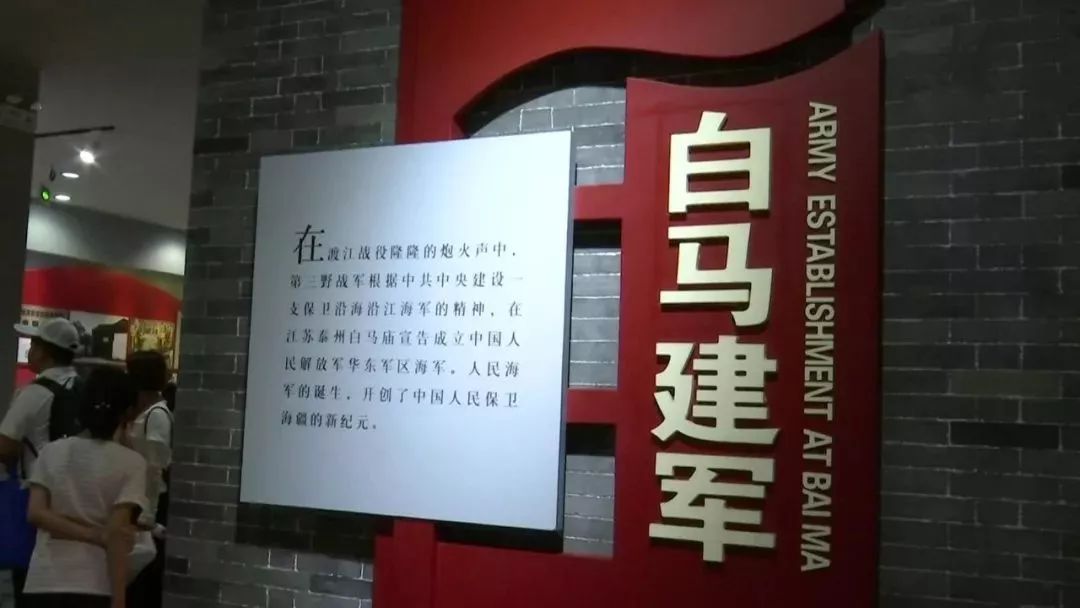 在渡江战役隆隆的炮火声中，
第三野战军根据中共中央建设一
支保卫沿海沿江海军的精神，在
江苏泰州白马庙宣告成立中国人
民解放军华东军区海军。人民海
军的诞生，开创了中国人民保卫
海疆的新纪元。
白马建军
ARMY ESTABLISHMENT AT BAI MA